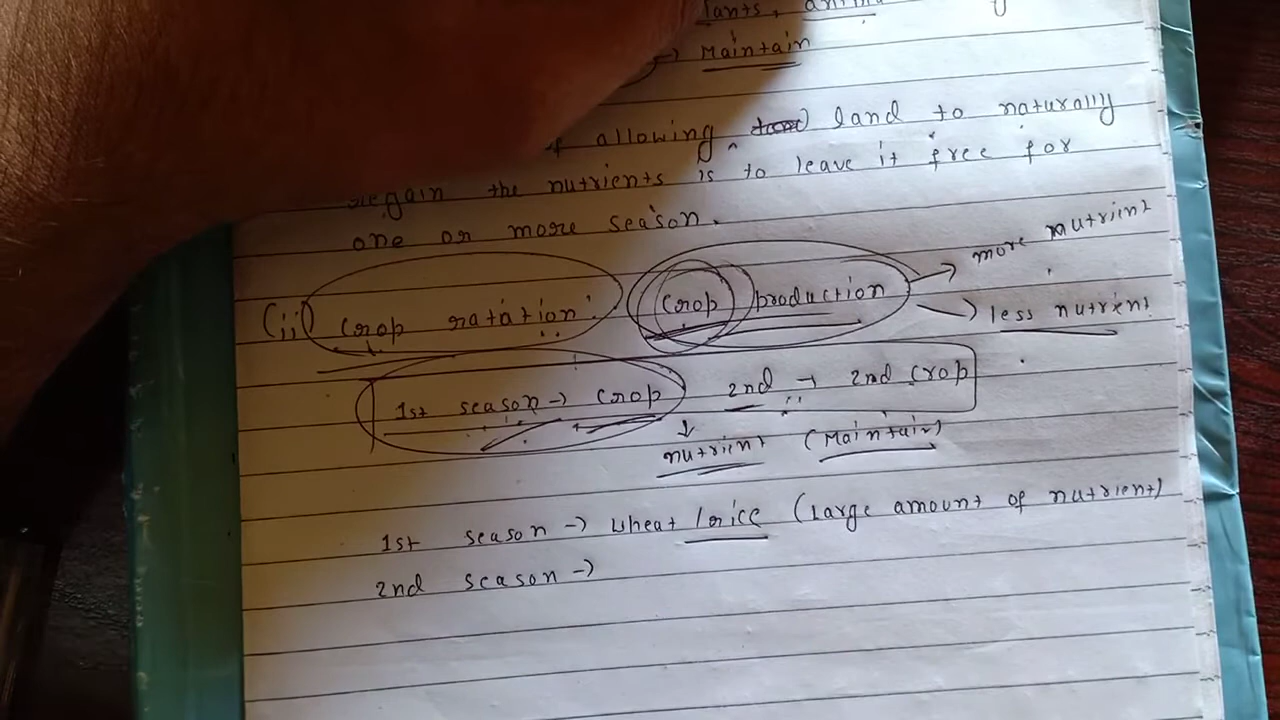 → Maintain
allowing land to naturally
regain the nutrients is to leave it free for
one or more season.
(ii) Crop ratation: Crop production → more nutrient
→ less nutrient
1st season → Crop 2nd → 2nd Crop
↓
nutrient (Maintain)
1st season → wheat/rice (Large amount of nutrient)
2nd season →